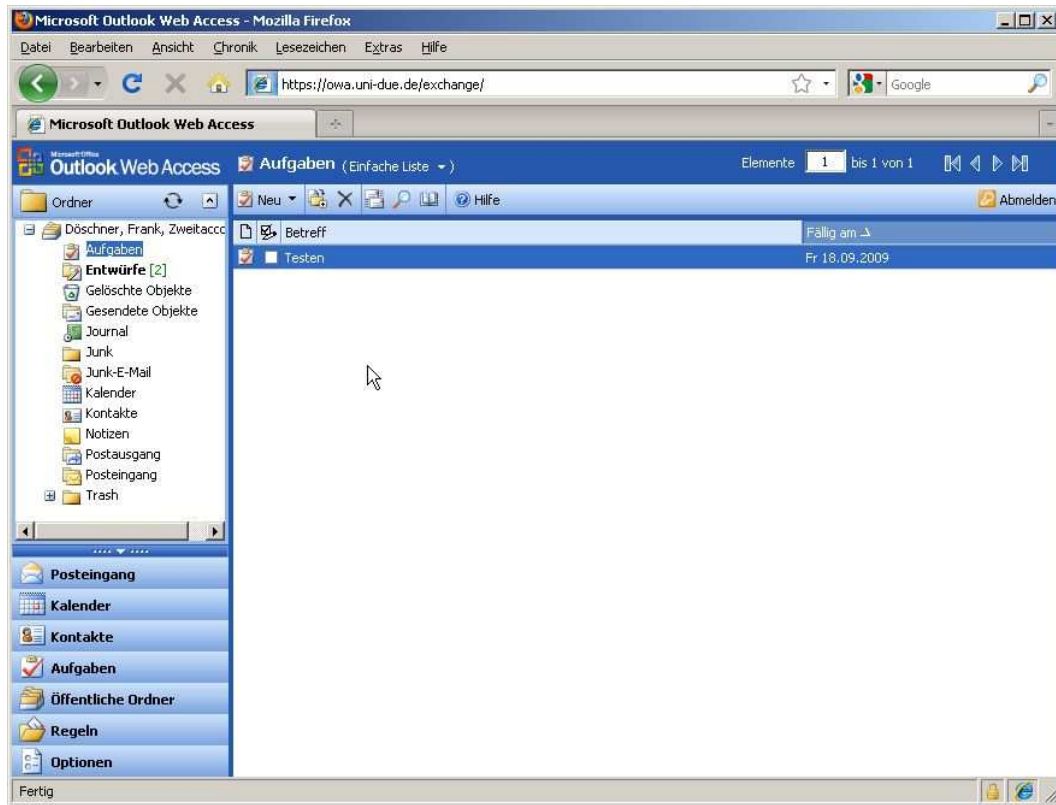 Microsoft Outlook Web Access - Mozilla Firefox
Datei Bearbeiten Ansicht Chronik Lesezeichen Extras Hilfe
https://owa.uni-due.de/exchange/ Google
Microsoft Outlook Web Access
Microsoft Office
Outlook Web Access Aufgaben (Einfache Liste) Elemente 1 bis 1 von 1
Ordner Neu Hilfe Abmelden
Döschner, Frank, Zweitacco Betreff Fällig am
Aufgaben Testen Fr 18.09.2009
Entwürfe [2]
Gelöschte Objekte
Gesendete Objekte
Journal
Junk
Junk-E-Mail
Kalender
Kontakte
Notizen
Postausgang
Posteingang
Trash
Posteingang
Kalender
Kontakte
Aufgaben
Öffentliche Ordner
Regeln
Optionen
Fertig